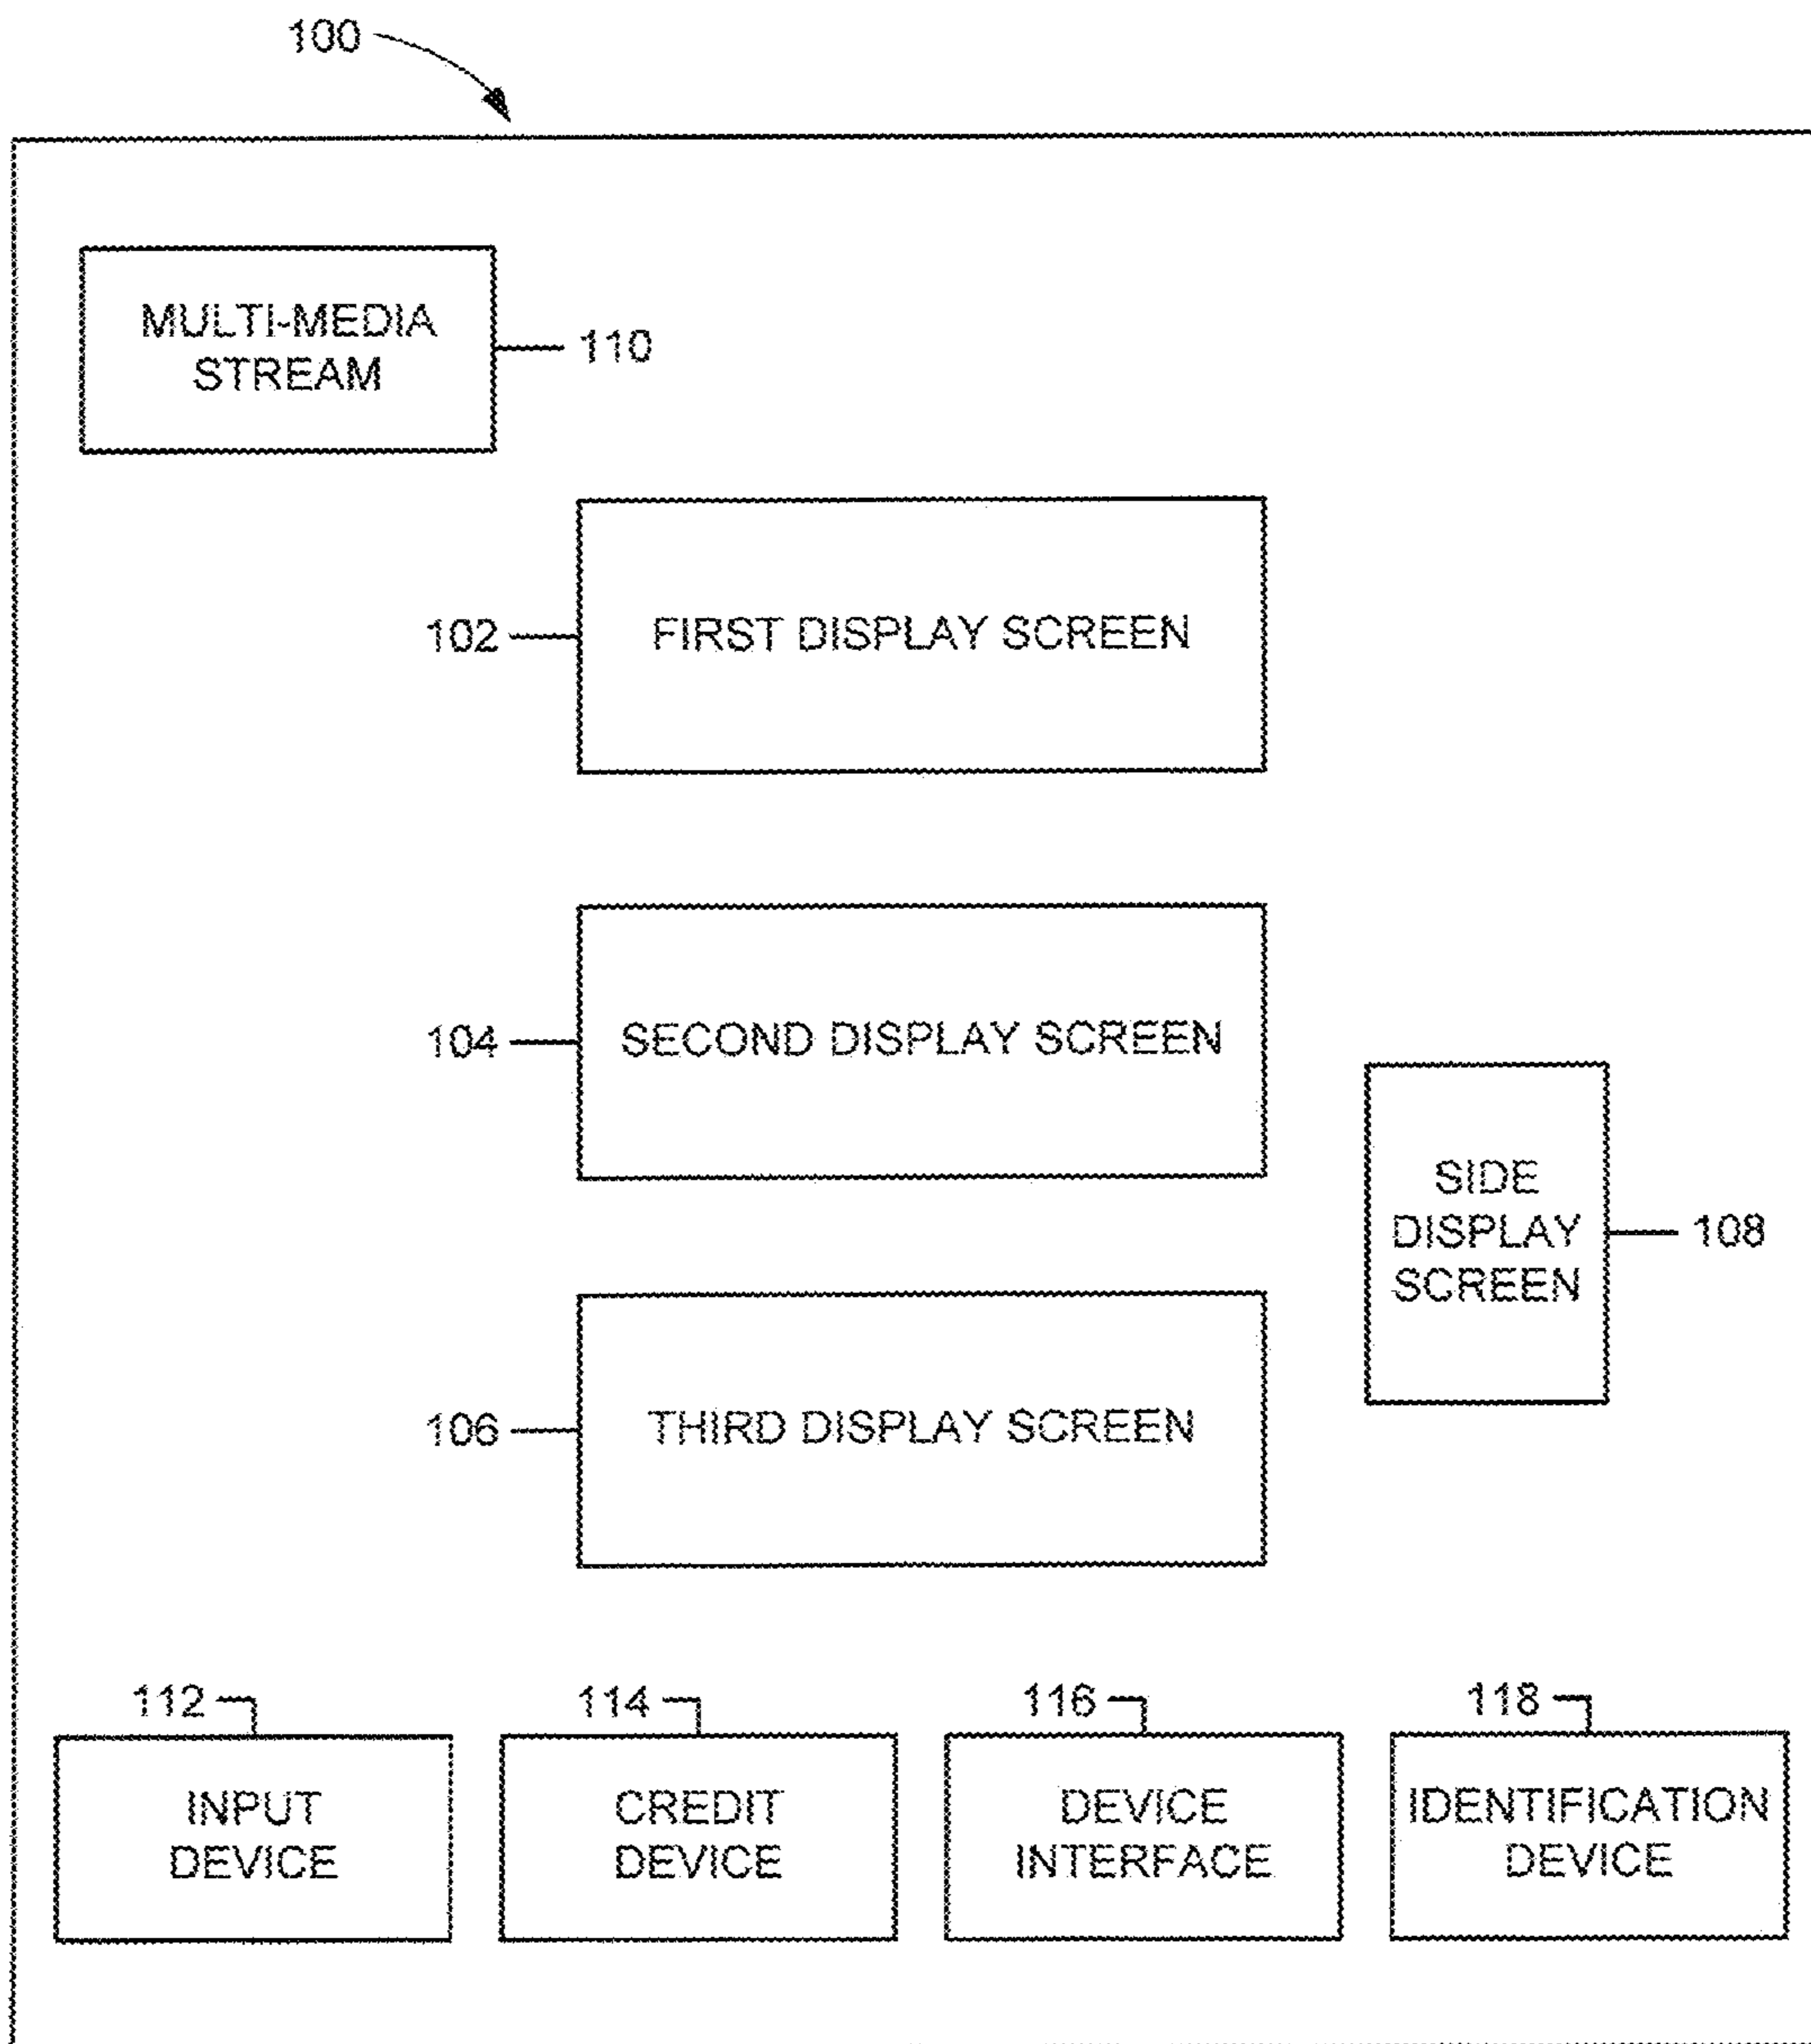 100
MULTI-MEDIA
STREAM
110
102
FIRST DISPLAY SCREEN
104
SECOND DISPLAY SCREEN
SIDE
DISPLAY
SCREEN
108
106
THIRD DISPLAY SCREEN
112
114
116
118
INPUT
DEVICE
CREDIT
DEVICE
DEVICE
INTERFACE
IDENTIFICATION
DEVICE